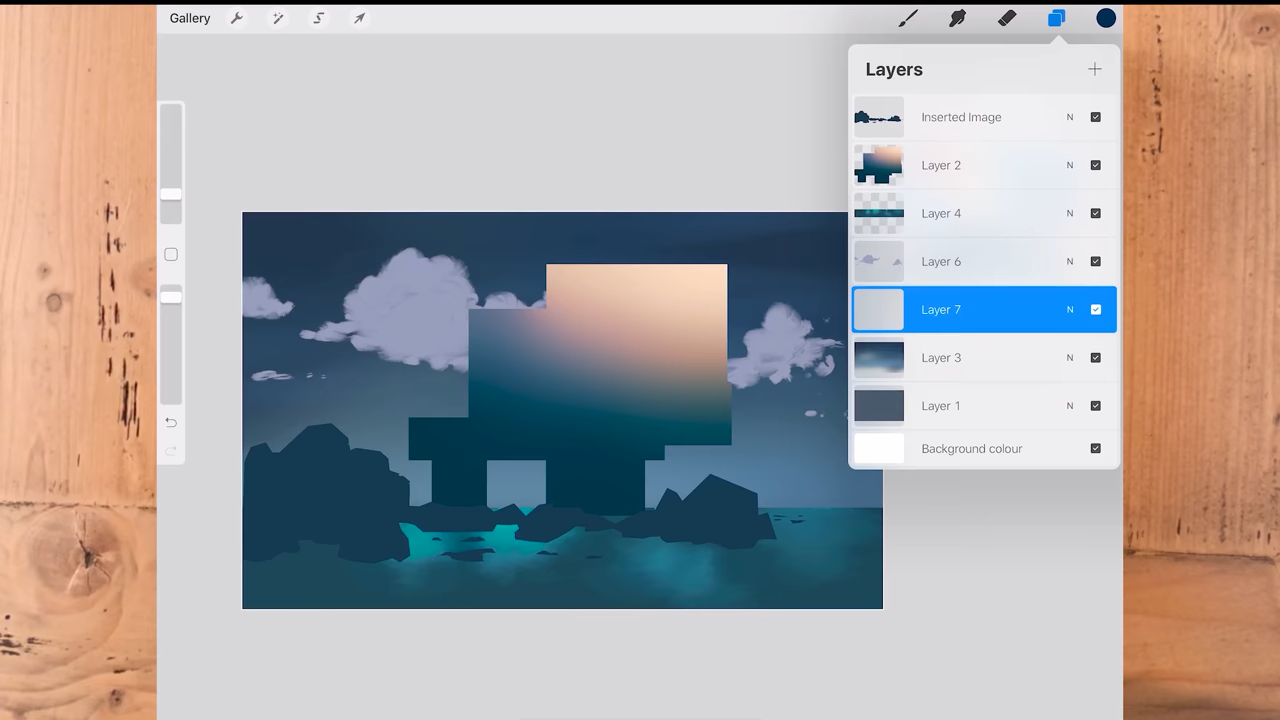 Gallery
Layers
Inserted Image N
Layer 2 N
Layer 4 N
Layer 6 N
Layer 7 N
Layer 3 N
Layer 1 N
Background colour